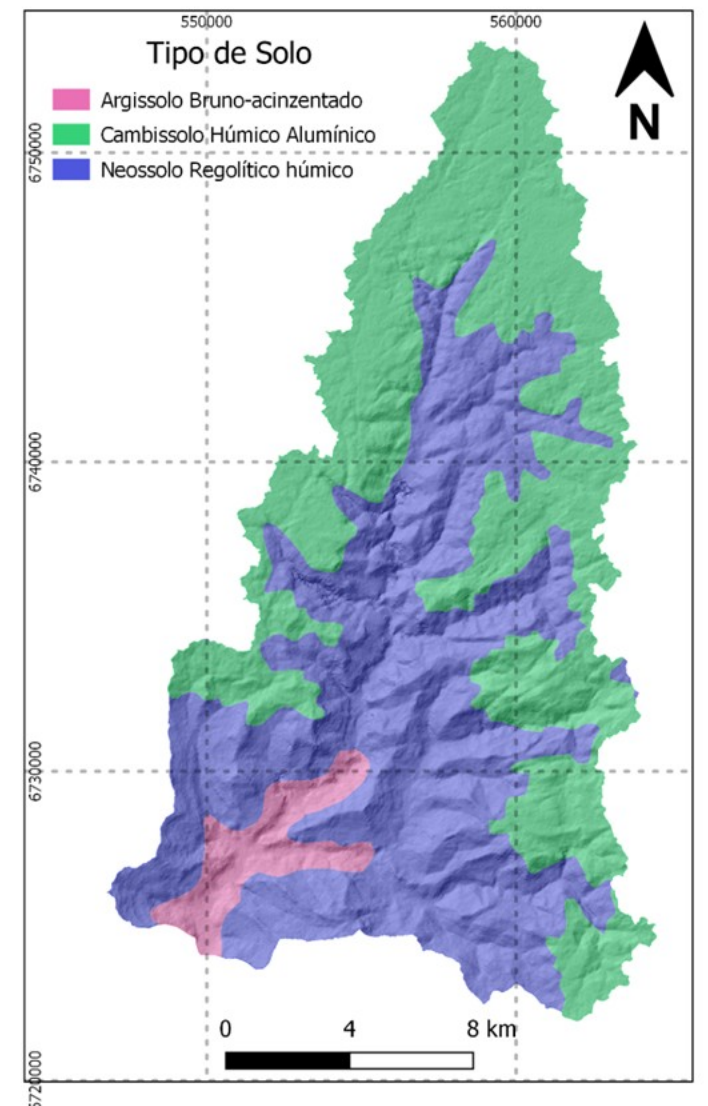 550000
560000
Tipo de Solo
Argissolo Bruno-acinzentado
Cambissolo Húmico Alumínico
Neossolo Regolítico húmico
N
6750000
6740000
6730000
6720000
0 4 8 km